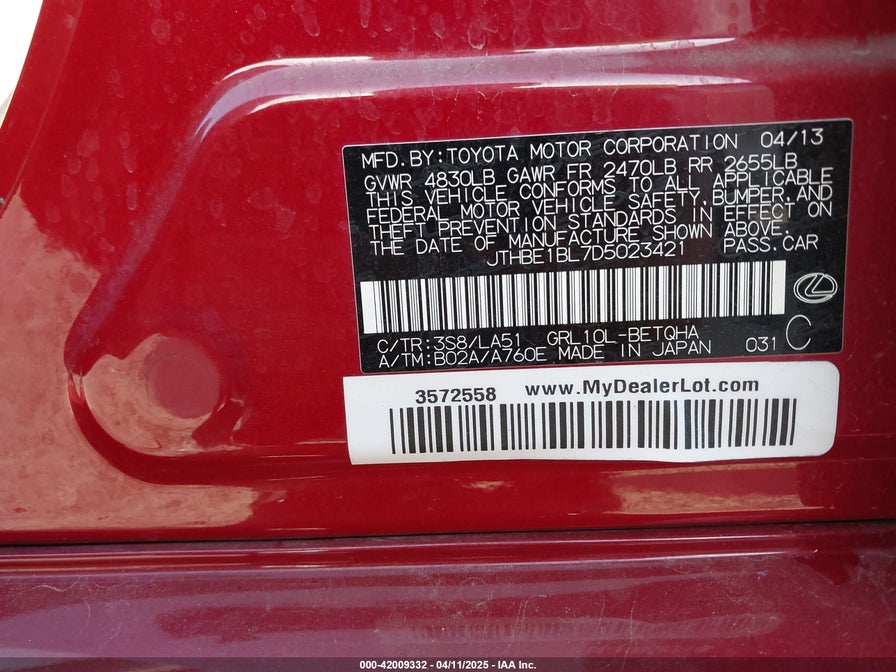 MFD.BY:TOYOTA MOTOR CORPORATION 04/13
GVWR 4830LB GAWR FR 2470LB RR 2655LB
THIS VEHICLE CONFORMS TO ALL APPLICABLE
FEDERAL MOTOR VEHICLE SAFETY,BUMPER,AND
THEFT PREVENTION STANDARDS IN EFFECT ON
THE DATE OF MANUFACTURE SHOWN ABOVE.
JTHBE1BL7D5023421 PASS.CAR
C/TR:3S8/LA51 GRL10L-BETQHA
A/TM:B02A/A760E MADE IN JAPAN 031 C
3572558 www.MyDealerLot.com
000-42009332 - 04/11/2025 - IAA Inc.